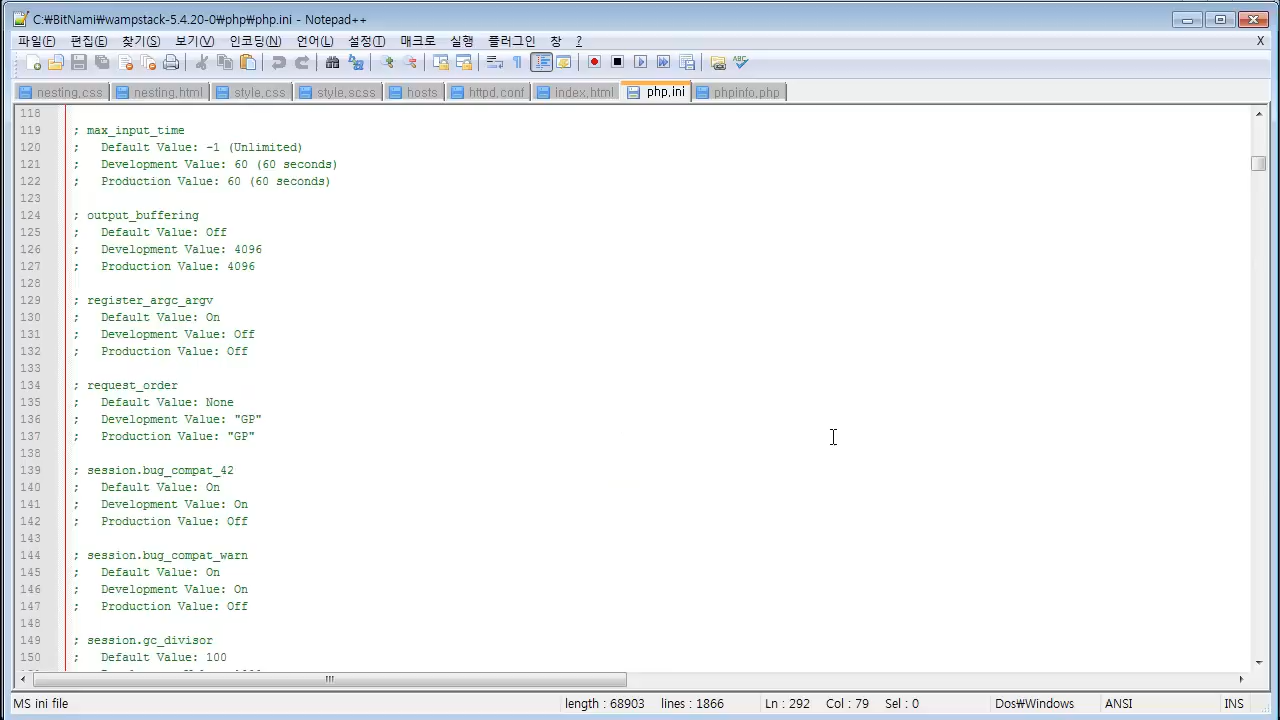 C:₩BitNami₩wampstack-5.4.20-0₩php₩php.ini - Notepad++
파일(F) 편집(E) 찾기(S) 보기(V) 인코딩(N) 언어(L) 설정(T) 매크로 실행 플러그인 창 ? X
nesting.css nesting.html style.css style.scss hosts httpd.conf index.html php.ini phpinfo.php
118
119 ; max_input_time
120 ;   Default Value: -1 (Unlimited)
121 ;   Development Value: 60 (60 seconds)
122 ;   Production Value: 60 (60 seconds)
123
124 ; output_buffering
125 ;   Default Value: Off
126 ;   Development Value: 4096
127 ;   Production Value: 4096
128
129 ; register_argc_argv
130 ;   Default Value: On
131 ;   Development Value: Off
132 ;   Production Value: Off
133
134 ; request_order
135 ;   Default Value: None
136 ;   Development Value: "GP"
137 ;   Production Value: "GP"
138
139 ; session.bug_compat_42
140 ;   Default Value: On
141 ;   Development Value: On
142 ;   Production Value: Off
143
144 ; session.bug_compat_warn
145 ;   Default Value: On
146 ;   Development Value: On
147 ;   Production Value: Off
148
149 ; session.gc_divisor
150 ;   Default Value: 100
MS ini file length : 68903 lines : 1866 Ln : 292 Col : 79 Sel : 0 Dos₩Windows ANSI INS